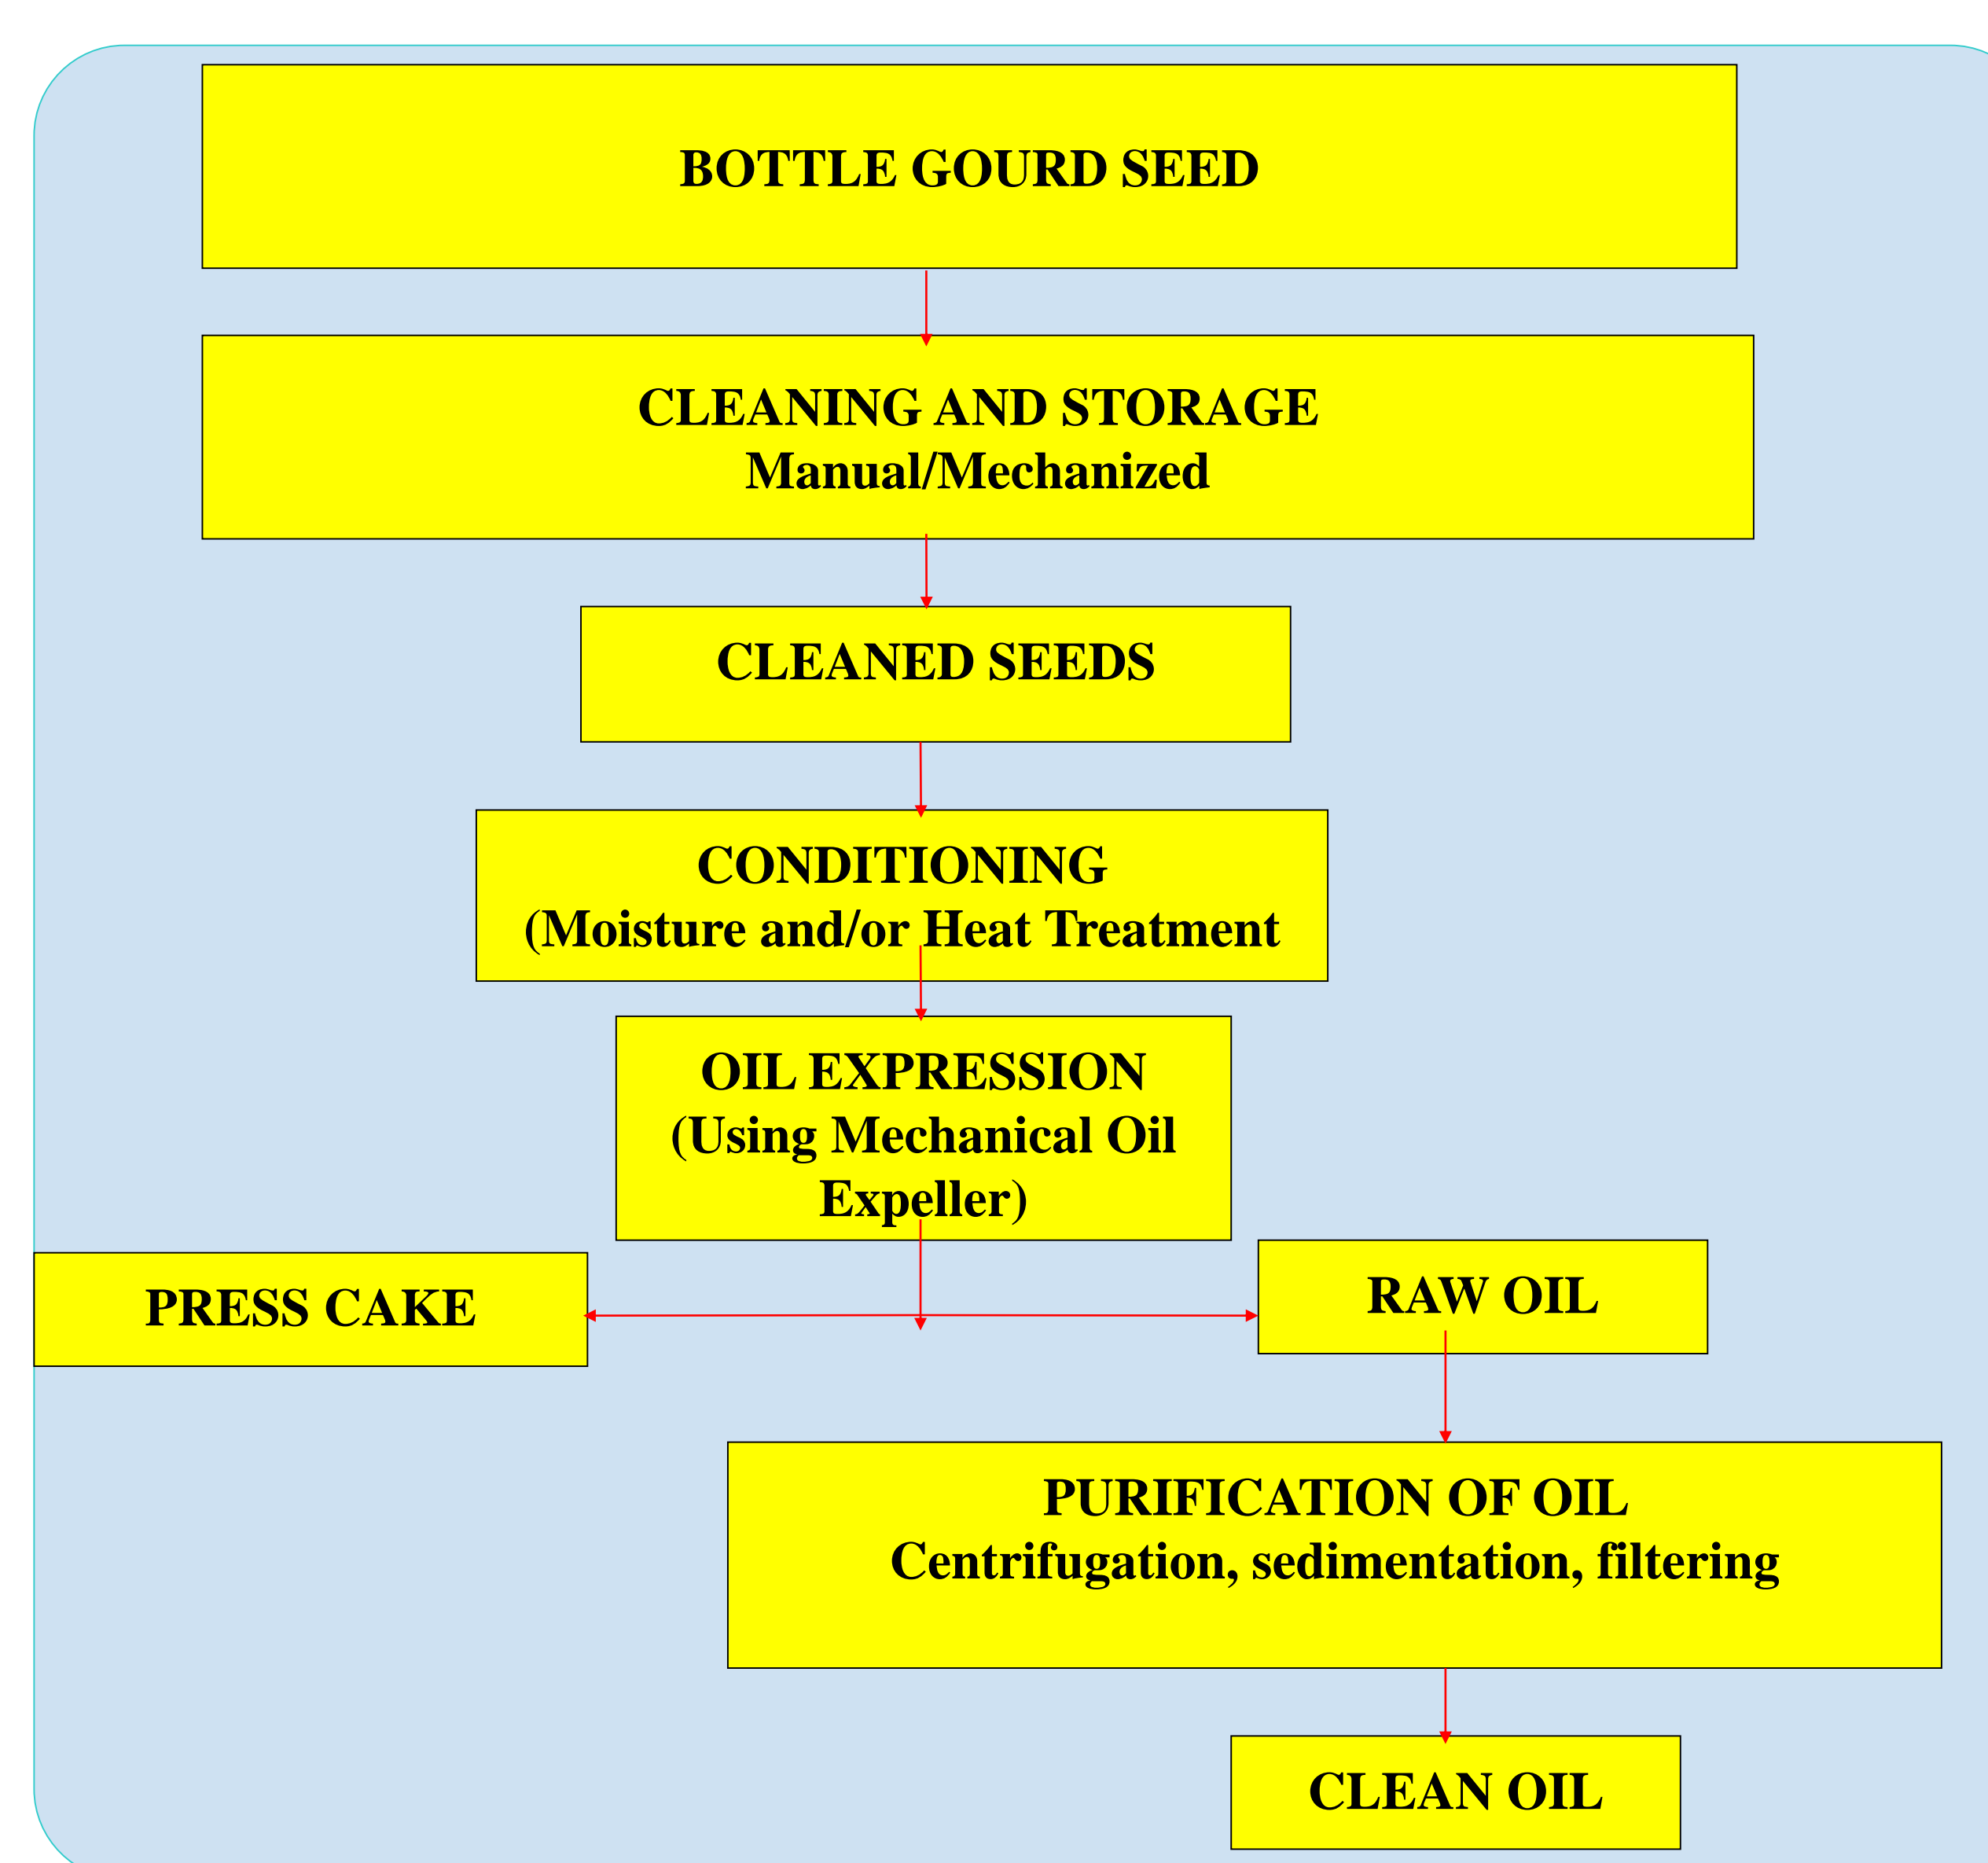 BOTTLE GOURD SEED
CLEANING AND STORAGE
Manual/Mechanized
CLEANED SEEDS
CONDITIONING
(Moisture and/or Heat Treatment
OIL EXPRESSION
(Using Mechanical Oil
Expeller)
PRESS CAKE
RAW OIL
PURIFICATION OF OIL
Centrifugation, sedimentation, filtering
CLEAN OIL